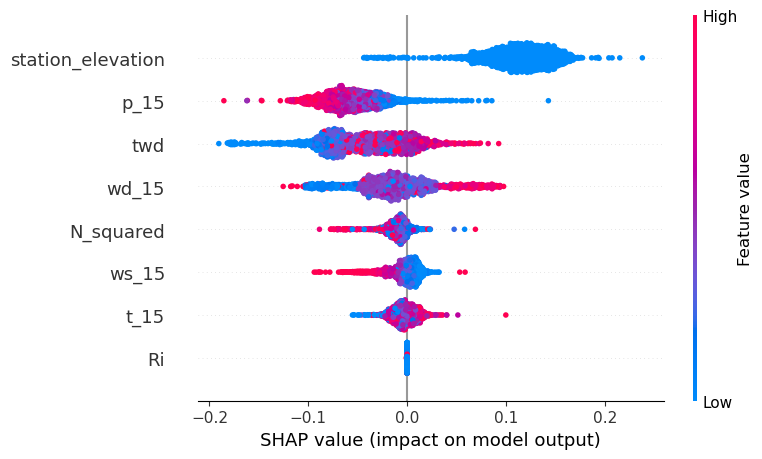 High
station_elevation
p_15
twd
wd_15
N_squared
ws_15
t_15
Ri
Feature value
Low
−0.2 −0.1 0.0 0.1 0.2
SHAP value (impact on model output)